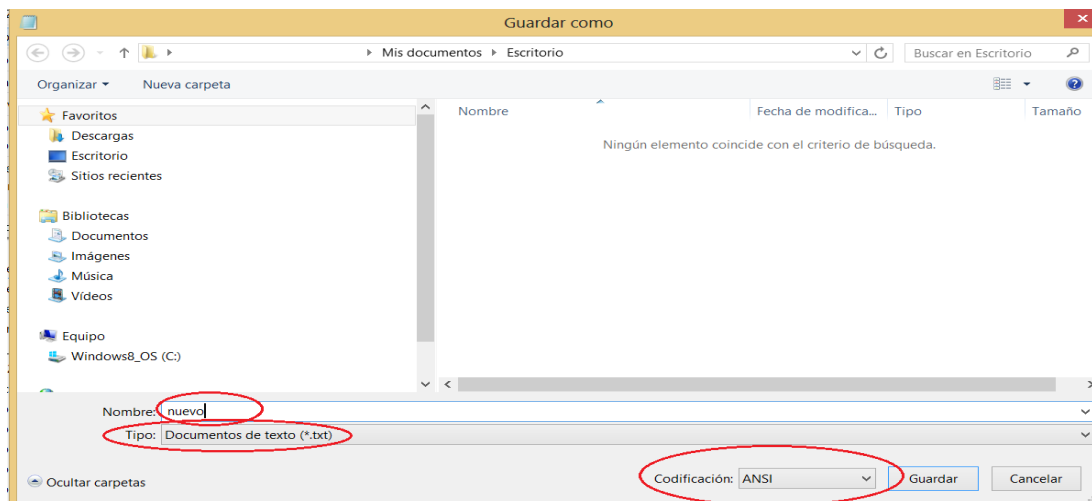 Guardar como
Mis documentos Escritorio
Buscar en Escritorio
Organizar Nueva carpeta
Favoritos
Descargas
Escritorio
Sitios recientes
Bibliotecas
Documentos
Imágenes
Música
Vídeos
Equipo
Windows8_OS (C:)
Nombre Fecha de modifica... Tipo Tamaño
Ningún elemento coincide con el criterio de búsqueda.
Nombre: nuevo
Tipo: Documentos de texto (*.txt)
Ocultar carpetas
Codificación: ANSI
Guardar
Cancelar